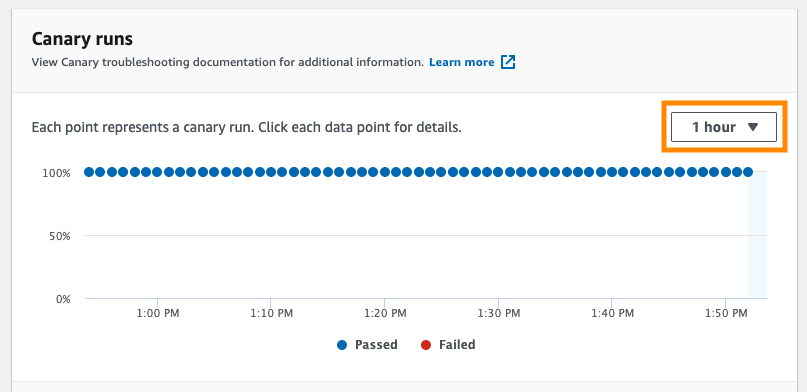 Canary runs
View Canary troubleshooting documentation for additional information. Learn more
Each point represents a canary run. Click each data point for details.
1 hour
100%
50%
0%
1:00 PM 1:10 PM 1:20 PM 1:30 PM 1:40 PM 1:50 PM
Passed Failed